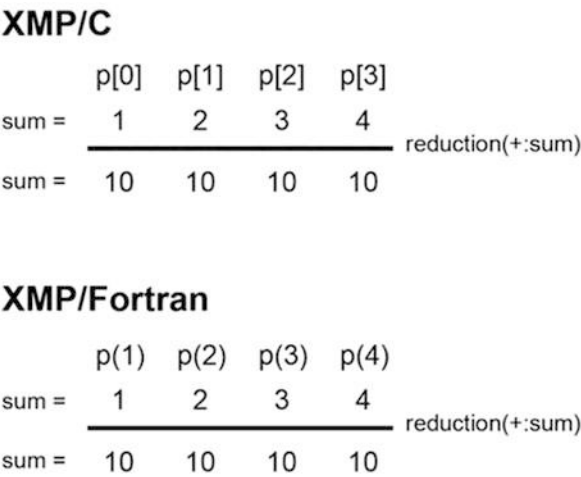 XMP/C
p[0] p[1] p[2] p[3]
sum = 1 2 3 4
reduction(+:sum)
sum = 10 10 10 10
XMP/Fortran
p(1) p(2) p(3) p(4)
sum = 1 2 3 4
reduction(+:sum)
sum = 10 10 10 10